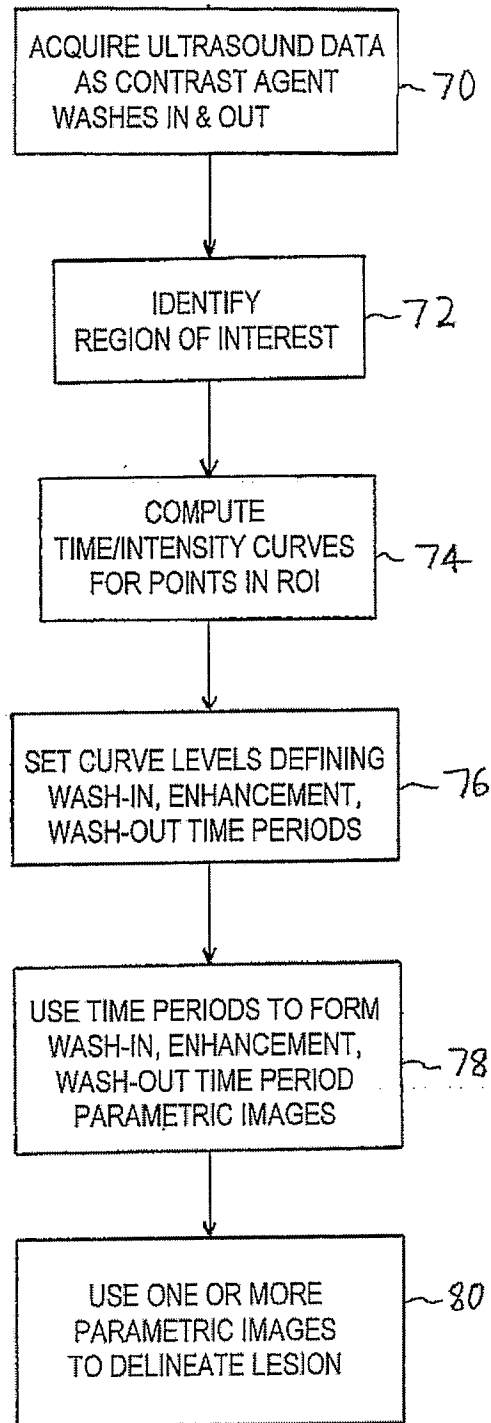 ACQUIRE ULTRASOUND DATA
AS CONTRAST AGENT
WASHES IN & OUT
70
IDENTIFY
REGION OF INTEREST
72
COMPUTE
TIME/INTENSITY CURVES
FOR POINTS IN ROI
74
SET CURVE LEVELS DEFINING
WASH-IN, ENHANCEMENT,
WASH-OUT TIME PERIODS
76
USE TIME PERIODS TO FORM
WASH-IN, ENHANCEMENT,
WASH-OUT TIME PERIOD
PARAMETRIC IMAGES
78
USE ONE OR MORE
PARAMETRIC IMAGES
TO DELINEATE LESION
80